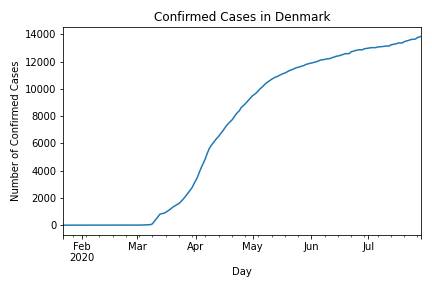 Confirmed Cases in Denmark
14000
12000
10000
8000
6000
4000
2000
0
Number of Confirmed Cases
Feb Mar Apr May Jun Jul
2020
Day